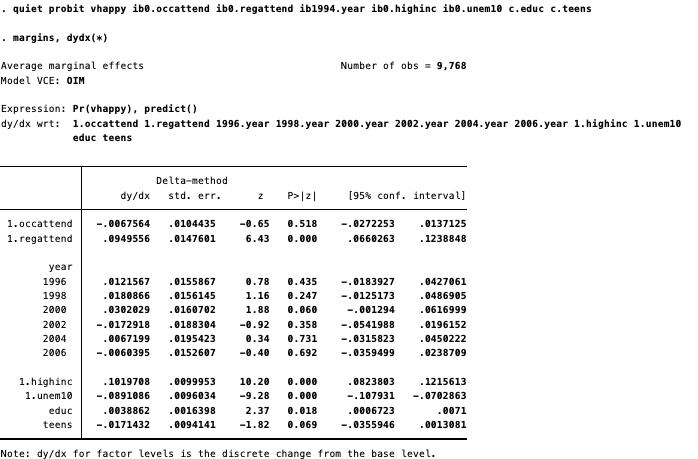 . quiet probit vhappy ib0.occattend ib0.regattend ib1994.year ib0.highinc ib0.unem10 c.educ c.teens
. margins, dydx(*)
Average marginal effects Number of obs = 9,768
Model VCE: OIM
Expression: Pr(vhappy), predict()
dy/dx wrt: 1.occattend 1.regattend 1996.year 1998.year 2000.year 2002.year 2004.year 2006.year 1.highinc 1.unem10
educ teens
Delta-method
dy/dx std. err. z P>|z| [95% conf. interval]
1.occattend -.0067564 .0104435 -0.65 0.518 -.0272253 .0137125
1.regattend .0949556 .0147601 6.43 0.000 .0660263 .1238848
year
1996 .0121567 .0155867 0.78 0.435 -.0183927 .0427061
1998 .0180866 .0156145 1.16 0.247 -.0125173 .0486905
2000 .0302029 .0160702 1.88 0.060 -.001294 .0616999
2002 -.0172918 .0188304 -0.92 0.358 -.0541988 .0196152
2004 .0067199 .0195423 0.34 0.731 -.0315823 .0450222
2006 -.0060395 .0152607 -0.40 0.692 -.0359499 .0238709
1.highinc .1019708 .0099953 10.20 0.000 .0823803 .1215613
1.unem10 -.0891086 .0096034 -9.28 0.000 -.107931 -.0702863
educ .0038862 .0016398 2.37 0.018 .0006723 .0071
teens -.0171432 .0094141 -1.82 0.069 -.0355946 .0013081
Note: dy/dx for factor levels is the discrete change from the base level.